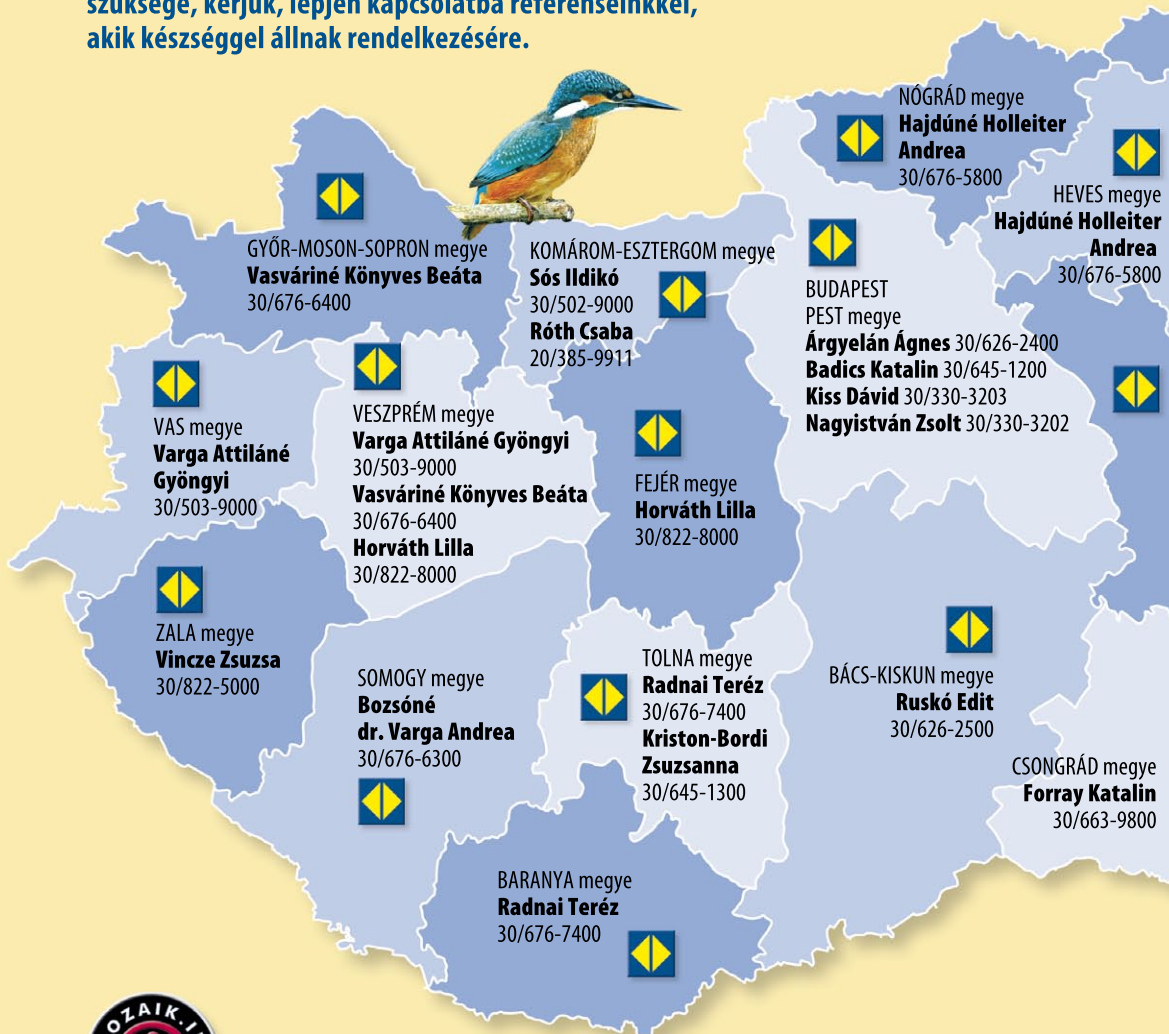 szüksége, kérjük, lépjen kapcsolatba referenseinkkel,
akik készséggel állnak rendelkezésére.
NÓGRÁD megye
Hajdúné Holleiter
Andrea
30/676-5800
HEVES megye
Hajdúné Holleiter
Andrea
30/676-5800
GYŐR-MOSON-SOPRON megye
Vasváriné Könyves Beáta
30/676-6400
KOMÁROM-ESZTERGOM megye
Sós Ildikó
30/502-9000
Róth Csaba
20/385-9911
BUDAPEST
PEST megye
Árgyelán Ágnes 30/626-2400
Badics Katalin 30/645-1200
Kiss Dávid 30/330-3203
Nagyistván Zsolt 30/330-3202
VAS megye
Varga Attiláné
Gyöngyi
30/503-9000
VESZPRÉM megye
Varga Attiláné Gyöngyi
30/503-9000
Vasváriné Könyves Beáta
30/676-6400
Horváth Lilla
30/822-8000
FEJÉR megye
Horváth Lilla
30/822-8000
ZALA megye
Vincze Zsuzsa
30/822-5000
SOMOGY megye
Bozsóné
dr. Varga Andrea
30/676-6300
TOLNA megye
Radnai Teréz
30/676-7400
Kriston-Bordi
Zsuzsanna
30/645-1300
BÁCS-KISKUN megye
Ruskó Edit
30/626-2500
CSONGRÁD megye
Forray Katalin
30/663-9800
BARANYA megye
Radnai Teréz
30/676-7400